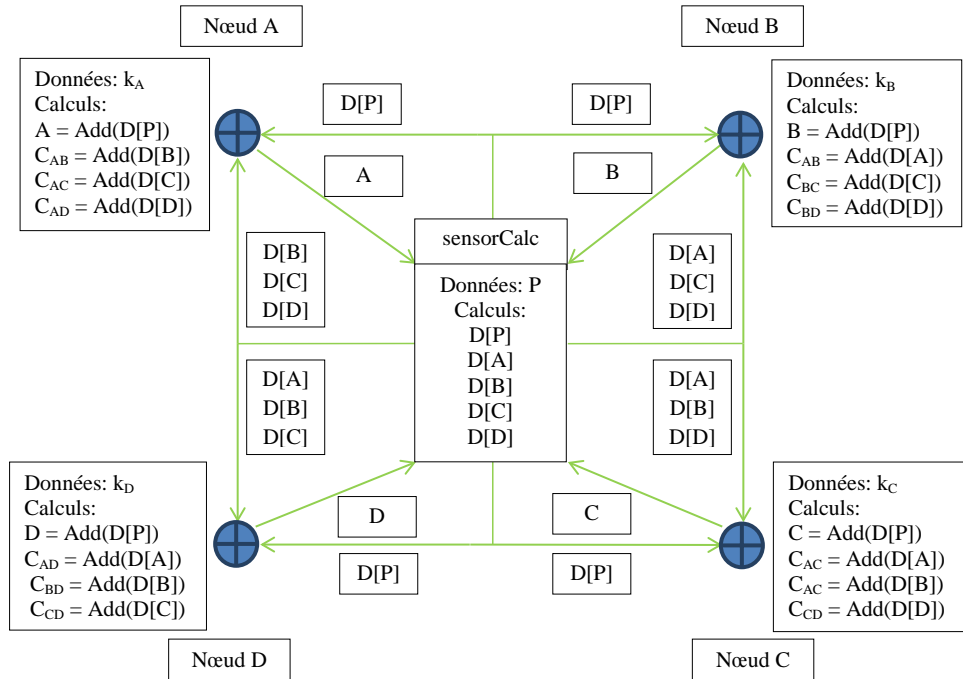 Nœud A
Nœud B
Données: kA
Calculs:
A = Add(D[P])
CAB = Add(D[B])
CAC = Add(D[C])
CAD = Add(D[D])
D[P]
D[P]
Données: kB
Calculs:
B = Add(D[P])
CAB = Add(D[A])
CBC = Add(D[C])
CBD = Add(D[D])
A
B
sensorCalc
Données: P
Calculs:
D[P]
D[A]
D[B]
D[C]
D[D]
D[B]
D[C]
D[D]
D[A]
D[C]
D[D]
D[A]
D[B]
D[C]
D[A]
D[B]
D[D]
Données: kD
Calculs:
D = Add(D[P])
CAD = Add(D[A])
CBD = Add(D[B])
CCD = Add(D[C])
D
C
D[P]
D[P]
Données: kC
Calculs:
C = Add(D[P])
CAC = Add(D[A])
CAC = Add(D[B])
CCD = Add(D[D])
Nœud D
Nœud C